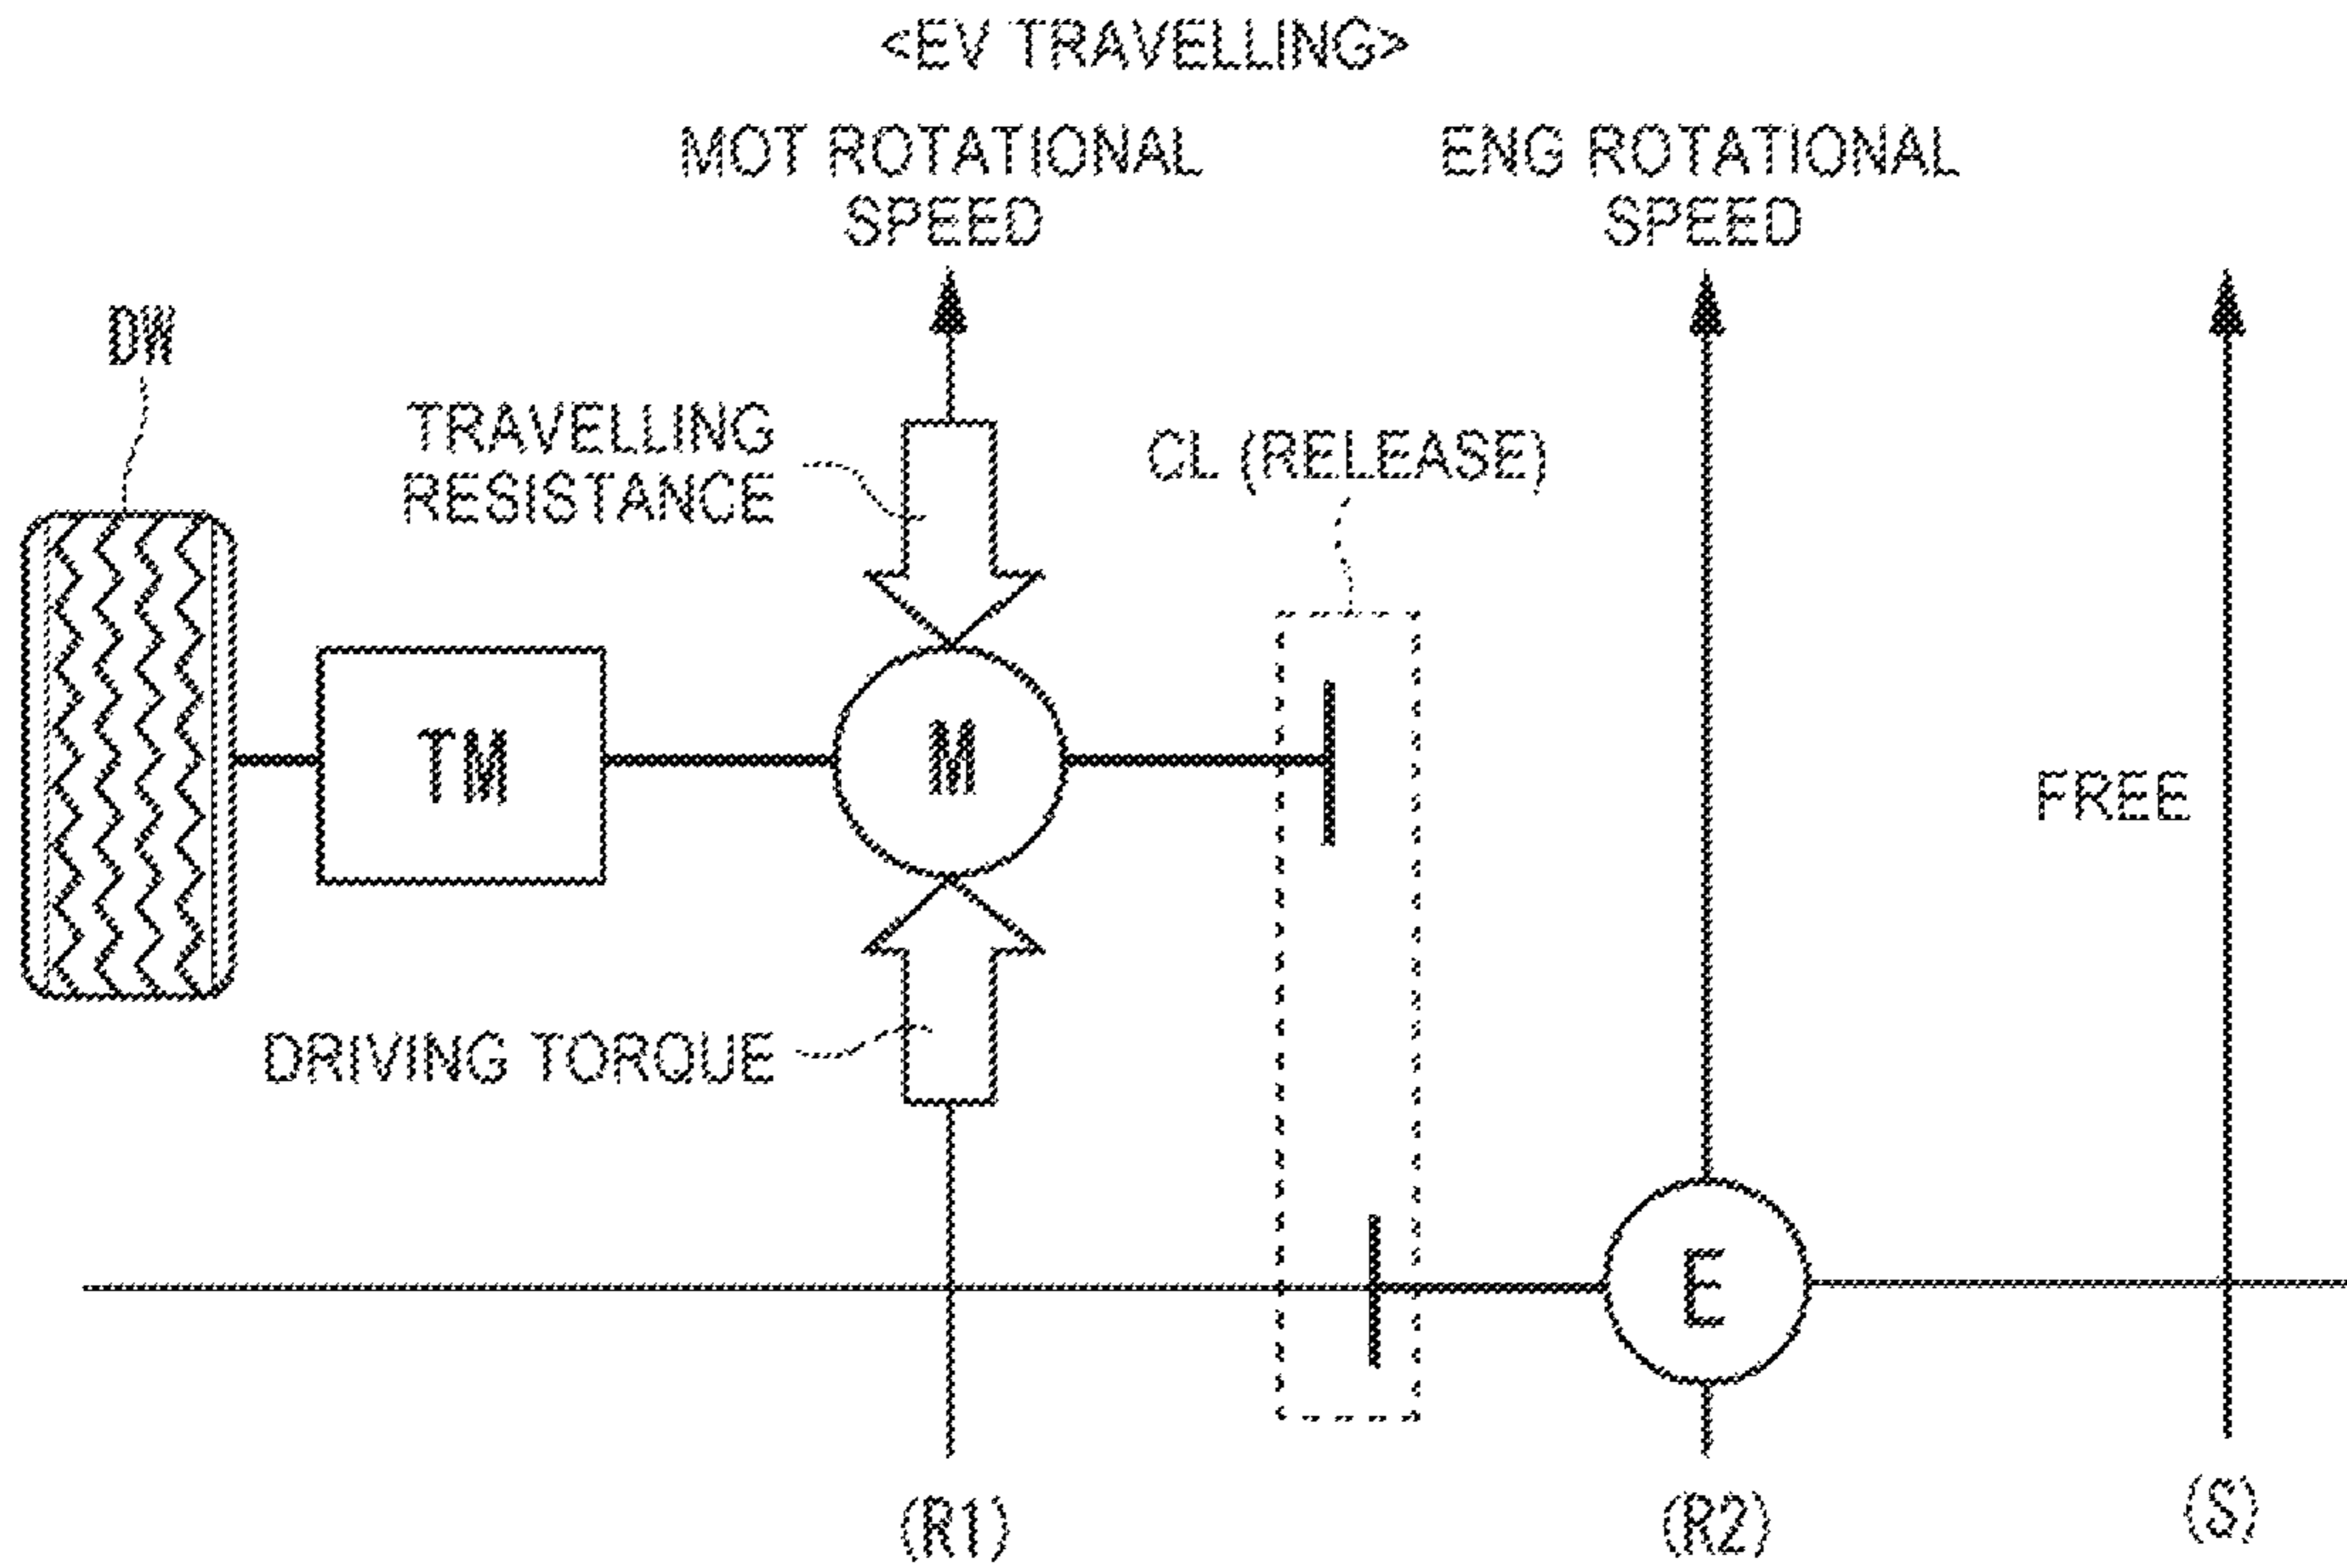 <EV TRAVELLING>
MOT ROTATIONAL
SPEED
ENG ROTATIONAL
SPEED
DW
TRAVELLING
RESISTANCE
CL (RELEASE)
TM
M
FREE
DRIVING TORQUE
E
(R1)
(R2)
(S)